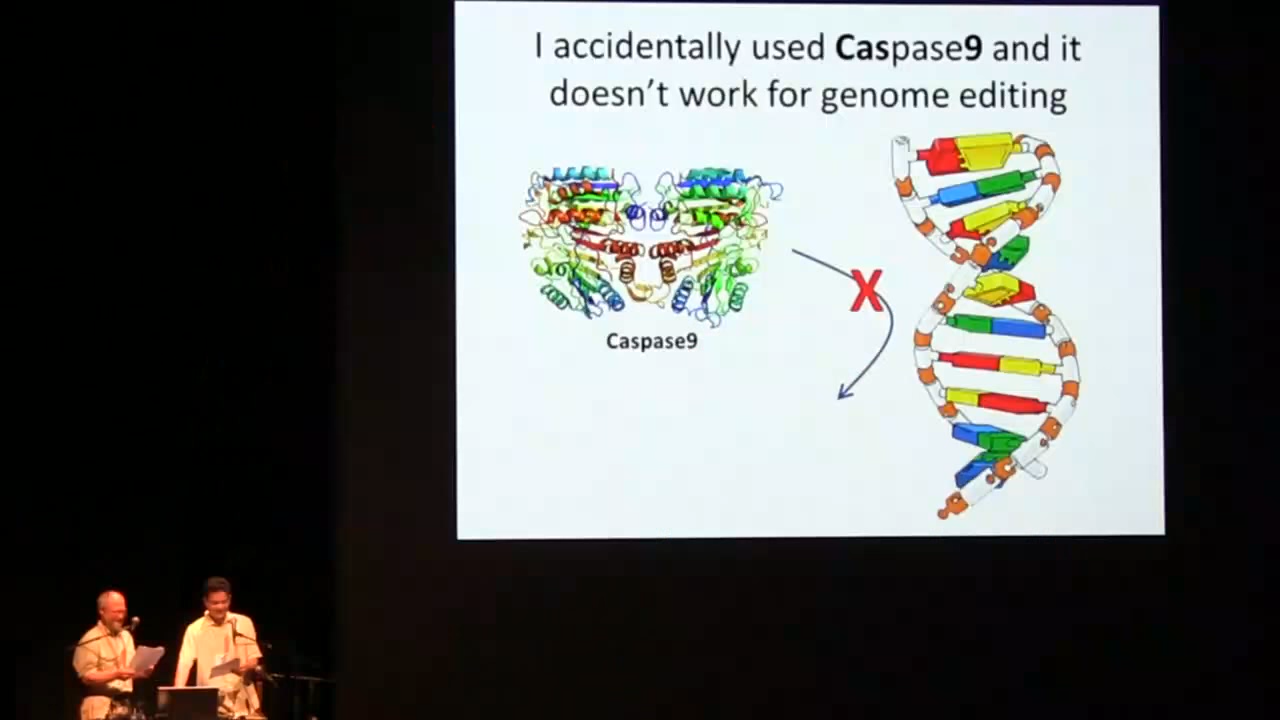 I accidentally used Caspase9 and it
doesn't work for genome editing
X
Caspase9